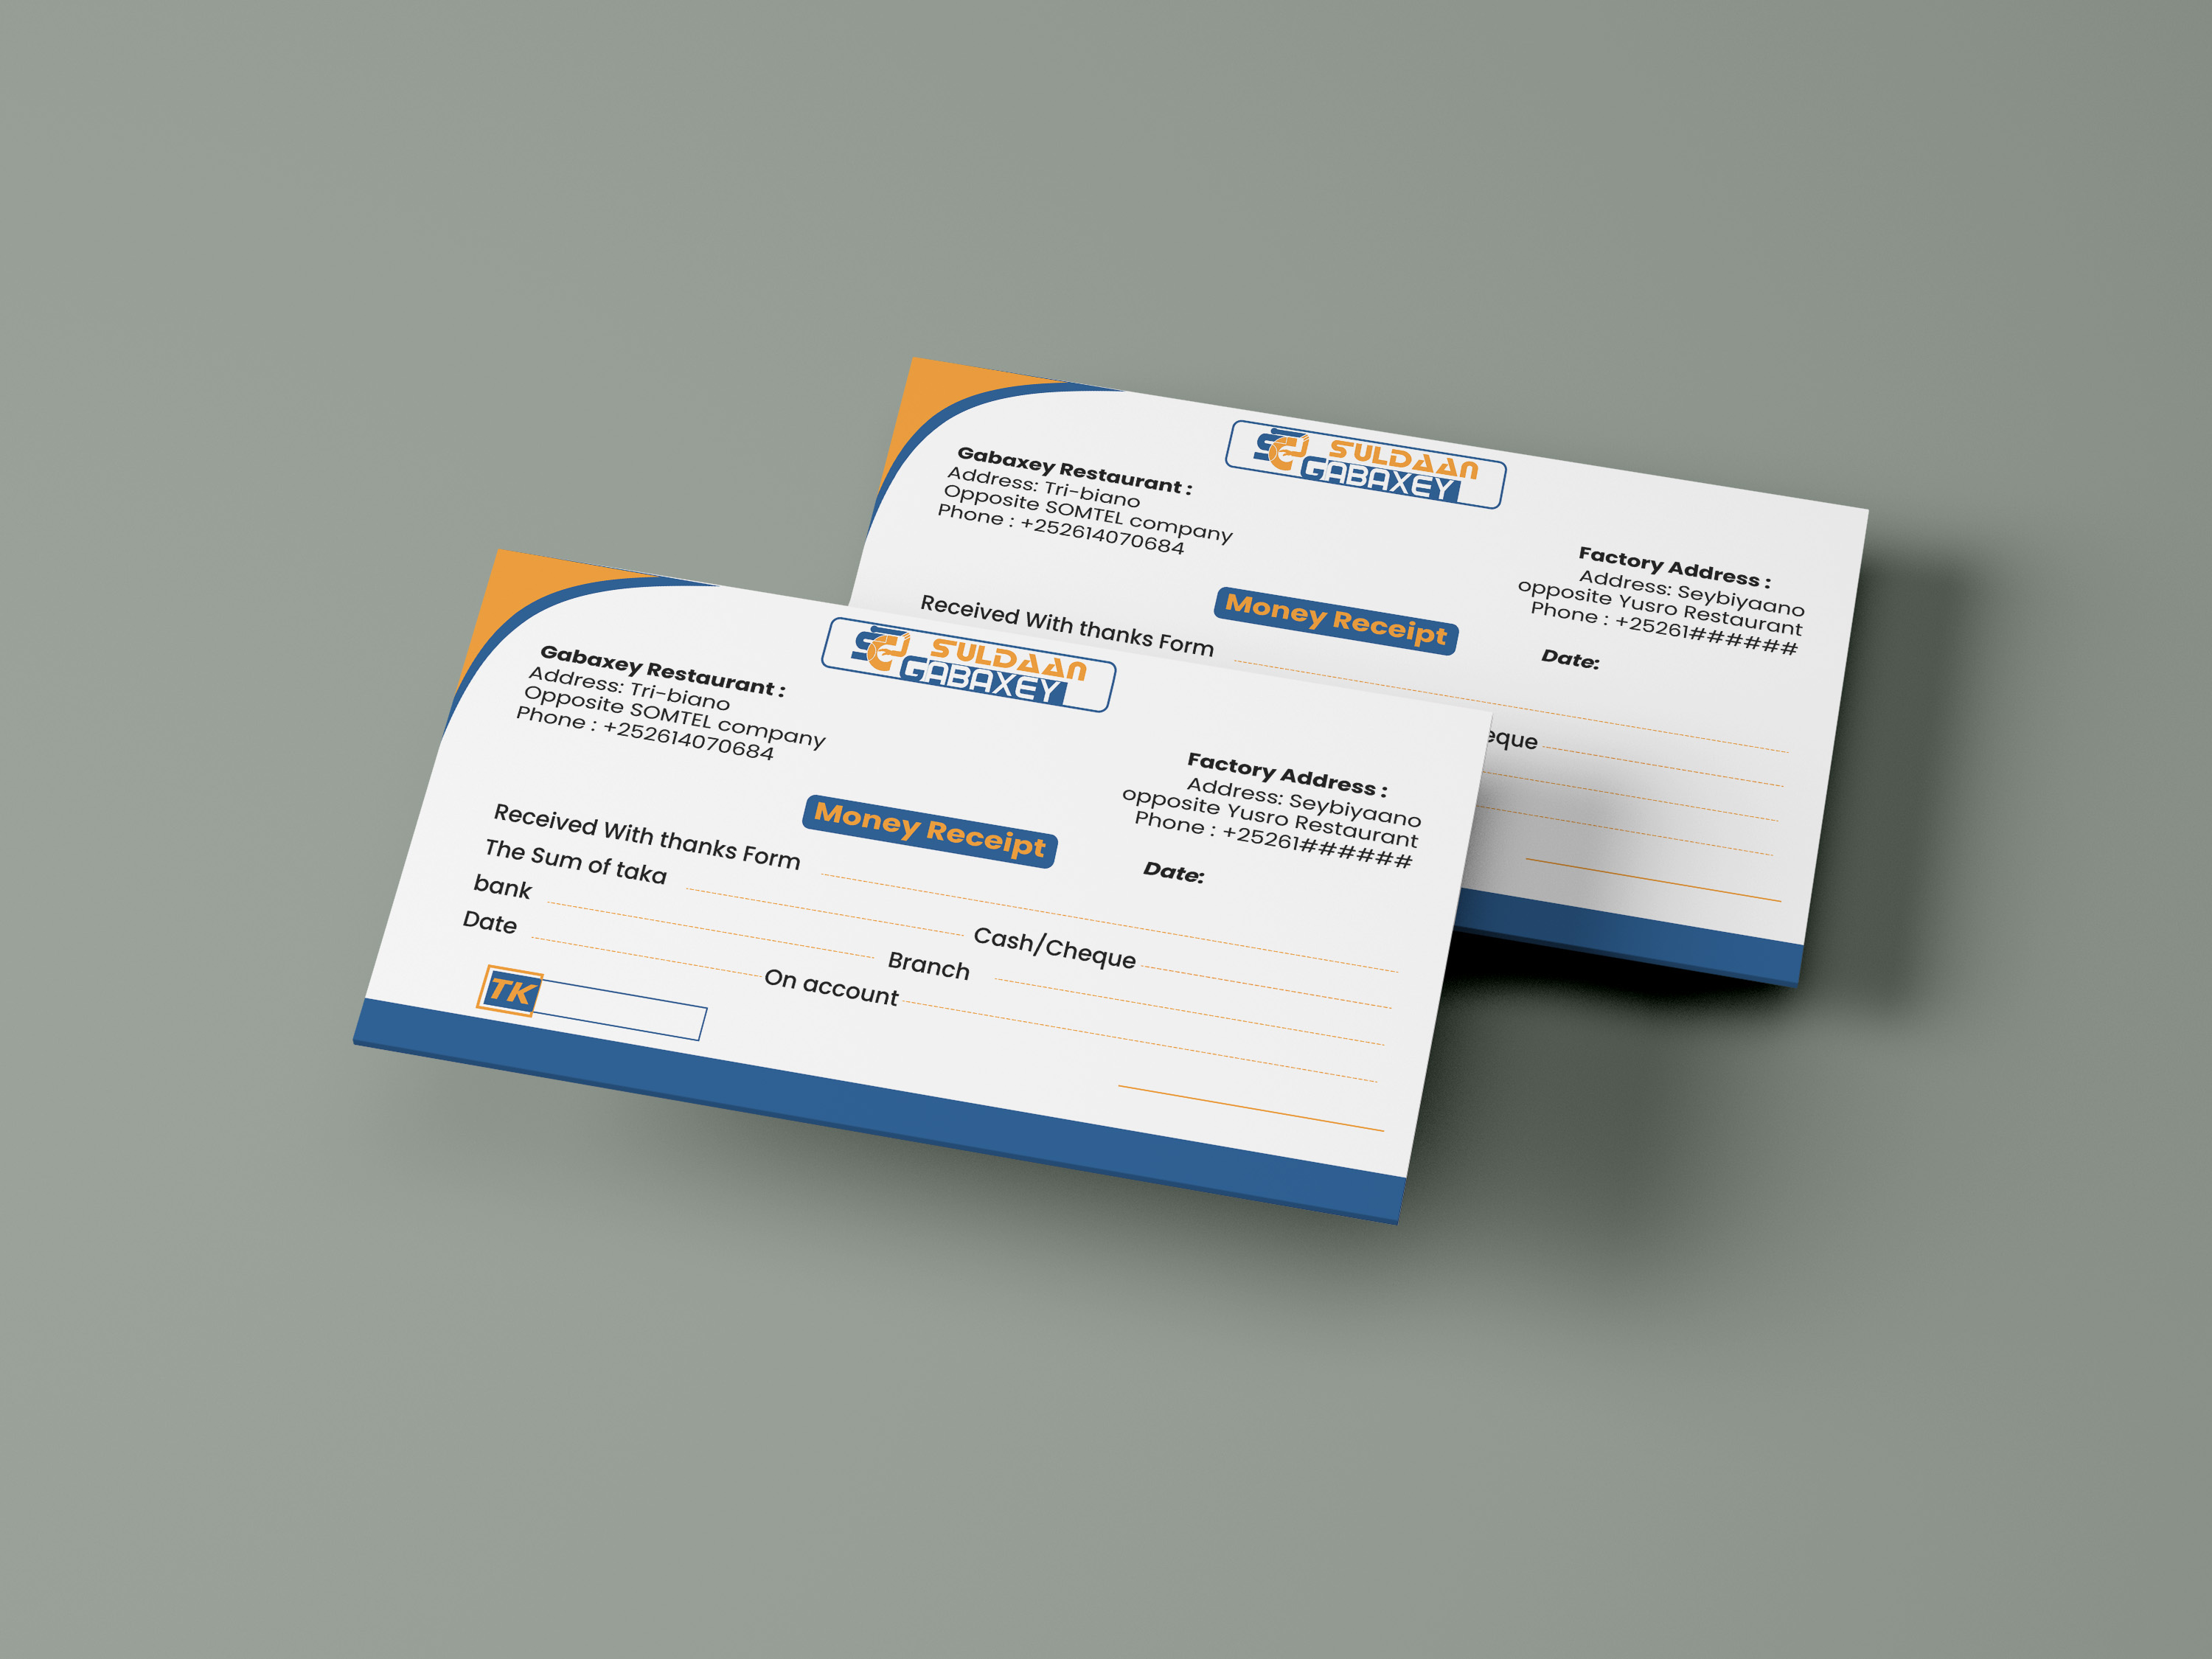 SULDAAN
GABAXEY
Gabaxey Restaurant :
Address: Tri-biano
Opposite SOMTEL company
Phone : +252614070684
Factory Address :
Address: Seybiyaano
opposite Yusro Restaurant
Phone : +25261######
Money Receipt
Date:
Received With thanks Form
eque
SULDAAN
GABAXEY
Gabaxey Restaurant :
Address: Tri-biano
Opposite SOMTEL company
Phone : +252614070684
Factory Address :
Address: Seybiyaano
opposite Yusro Restaurant
Phone : +25261######
Money Receipt
Date:
Received With thanks Form
The Sum of taka Cash/Cheque
bank Branch
Date On account
TK